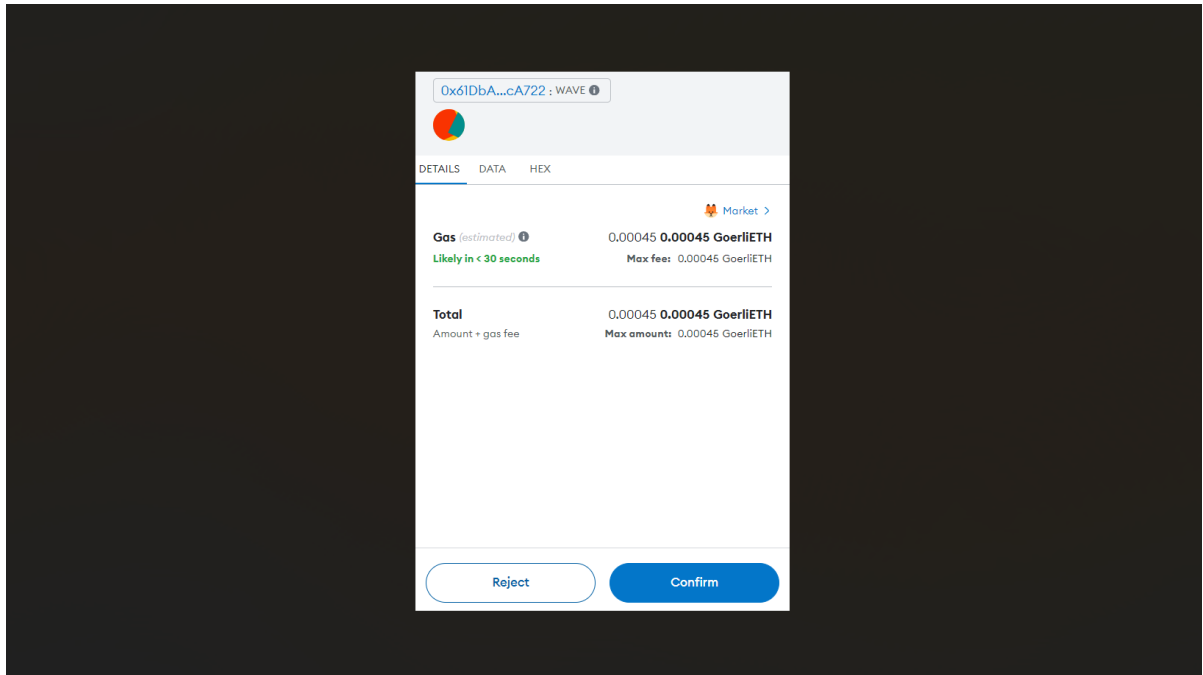 0x61DbA...cA722 : WAVE
DETAILS DATA HEX
Market >
Gas (estimated) 0.00045 0.00045 GoerliETH
Likely in < 30 seconds Max fee: 0.00045 GoerliETH
Total 0.00045 0.00045 GoerliETH
Amount + gas fee Max amount: 0.00045 GoerliETH
Reject Confirm